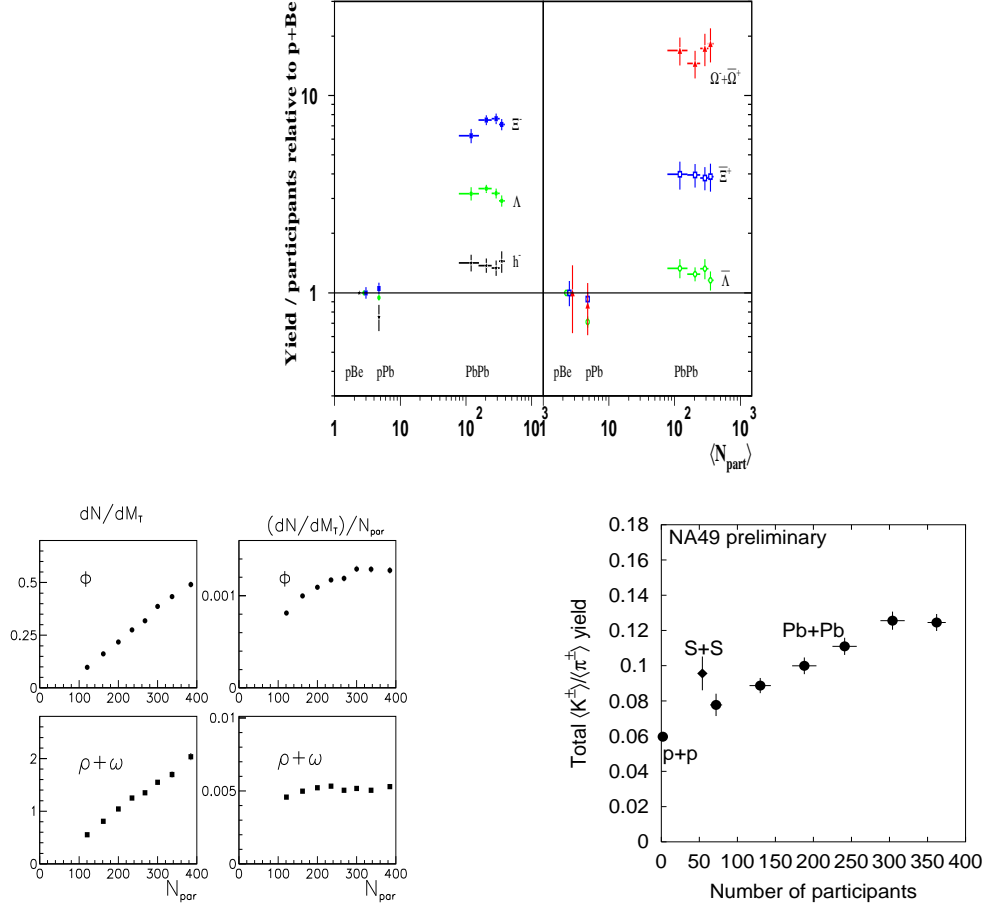 Yield / participants relative to p+Be
10
1
Ξ⁻
Λ
h⁻
pBe
pPb
PbPb
Ω⁻+Ω̅⁺
Ξ̅⁺
Λ̅
pBe
pPb
PbPb
1
10
10²
10³
1
10
10²
10³
⟨N_part⟩
dN/dM_T
(dN/dM_T)/N_par
ϕ
0.5
0.25
0
0
100
200
300
400
ϕ
0.001
0
0
100
200
300
400
ρ+ω
2
1
0
0
100
200
300
400
N_par
ρ+ω
0.01
0.005
0.000
0
100
200
300
400
N_par
Total ⟨K^±⟩/⟨π^±⟩ yield
0.18
0.16
0.14
0.12
0.1
0.08
0.06
0.04
0.02
0
NA49 preliminary
Pb+Pb
S+S
p+p
0
50
100
150
200
250
300
350
400
Number of participants